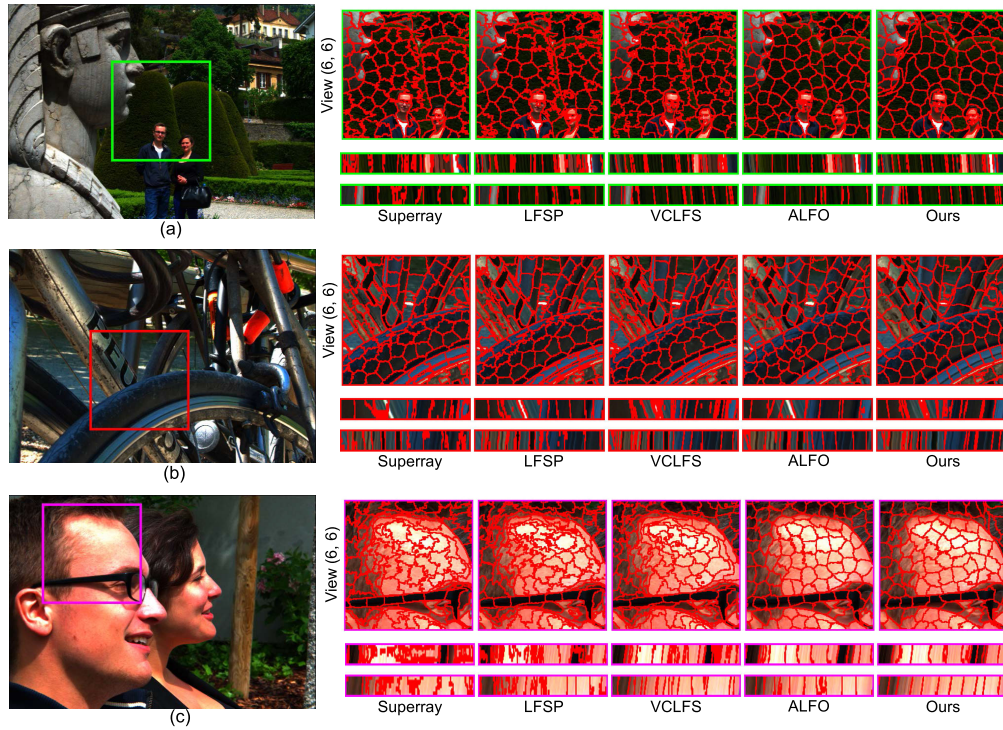 View (6, 6)
Superray LFSP VCLFS ALFO Ours
(a)
View (6, 6)
Superray LFSP VCLFS ALFO Ours
(b)
View (6, 6)
Superray LFSP VCLFS ALFO Ours
(c)